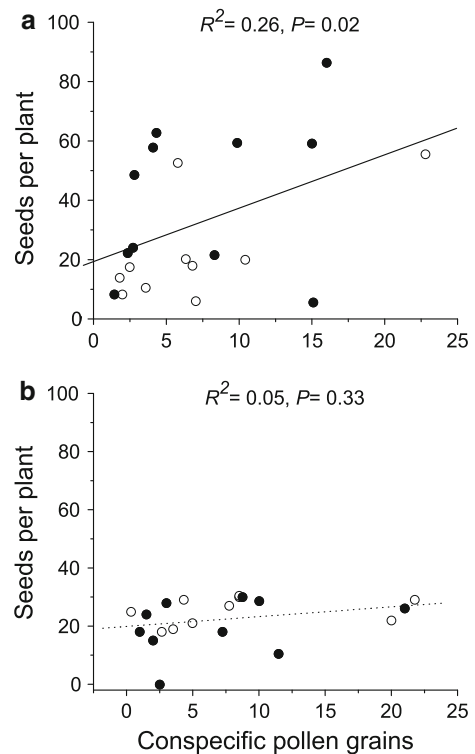 a
R²= 0.26, P= 0.02
Seeds per plant
100
80
60
40
20
0
0 5 10 15 20 25
b
R²= 0.05, P= 0.33
Seeds per plant
100
80
60
40
20
0
0 5 10 15 20 25
Conspecific pollen grains